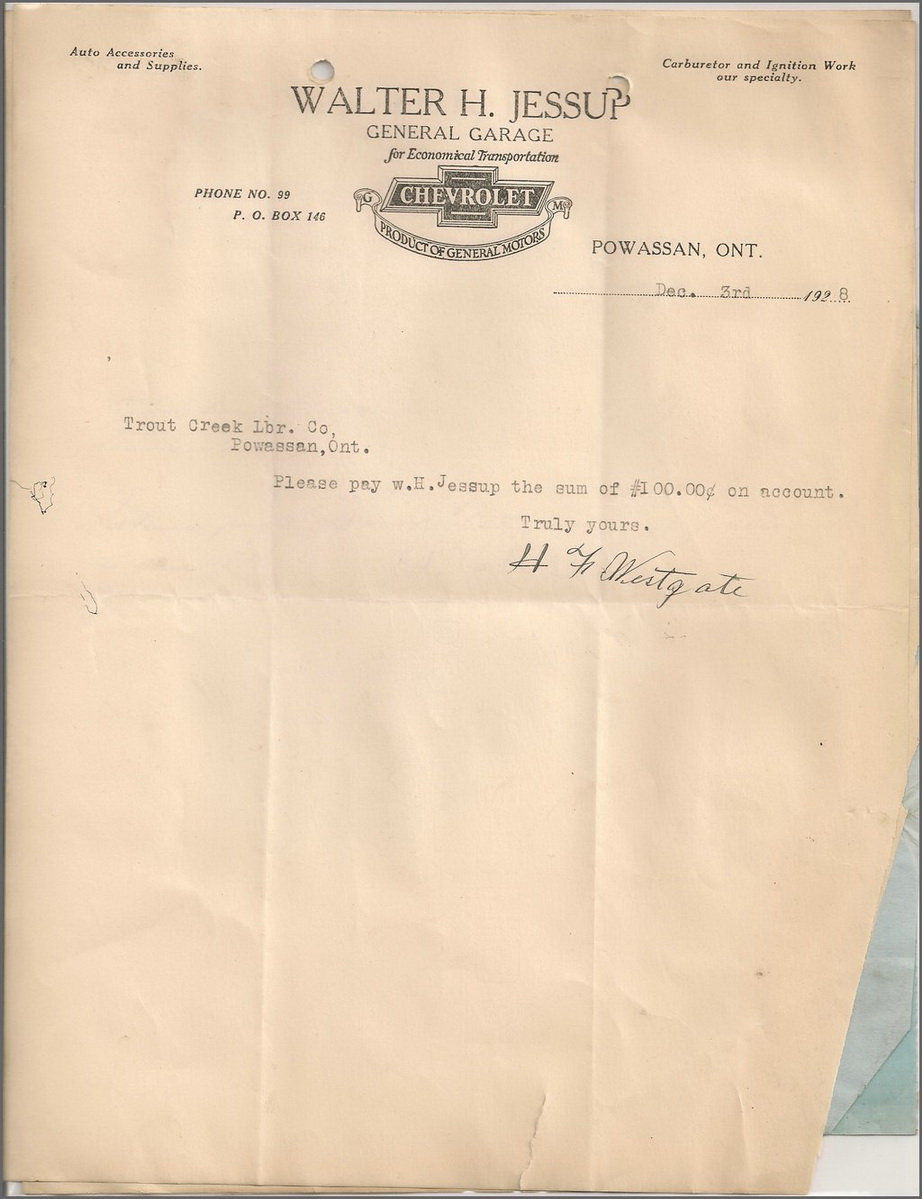 Auto Accessories
and Supplies.
Carburetor and Ignition Work
our specialty.
WALTER H. JESSUP
GENERAL GARAGE
for Economical Transportation
PHONE NO. 99
P. O. BOX 146
G CHEVROLET M
PRODUCT OF GENERAL MOTORS
POWASSAN, ONT.
Dec. 3rd 1928
Trout Creek Lbr. Co,
Powassan,Ont.
Please pay w.H.Jessup the sum of #I00.00¢ on account.
Truly yours.
H F Westgate